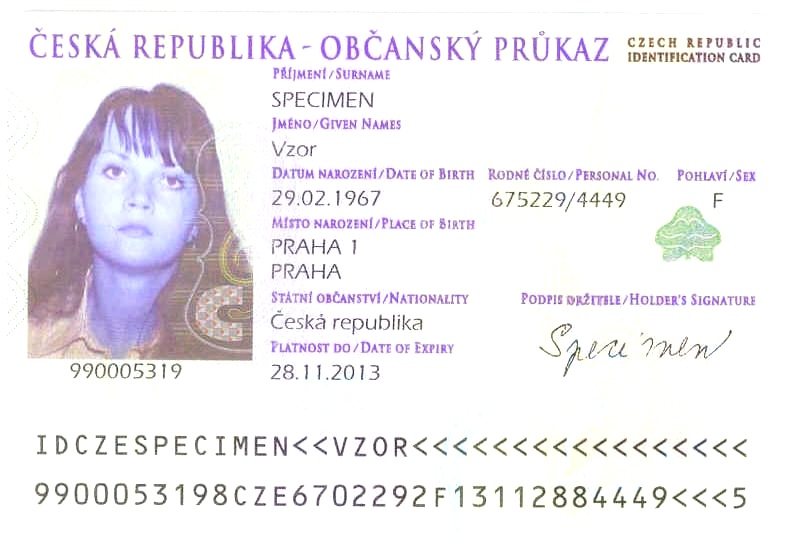 ČESKÁ REPUBLIKA - OBČANSKÝ PRŮKAZ
CZECH REPUBLIC
IDENTIFICATION CARD
PŘÍJMENÍ/SURNAME
SPECIMEN
JMÉNO/GIVEN NAMES
Vzor
DATUM NAROZENÍ/DATE OF BIRTH RODNÉ ČÍSLO/PERSONAL NO. POHLAVÍ/SEX
29.02.1967 675229/4449 F
MÍSTO NAROZENÍ/PLACE OF BIRTH
PRAHA 1
PRAHA
STÁTNÍ OBČANSTVÍ/NATIONALITY PODPIS DRŽITELE/HOLDER'S SIGNATURE
Česká republika
Specimen
PLATNOST DO/DATE OF EXPIRY
990005319 28.11.2013
IDCZESPECIMEN<<VZOR<<<<<<<<<<<<<<<<<
9900053198CZE6702292F13112884449<<<5